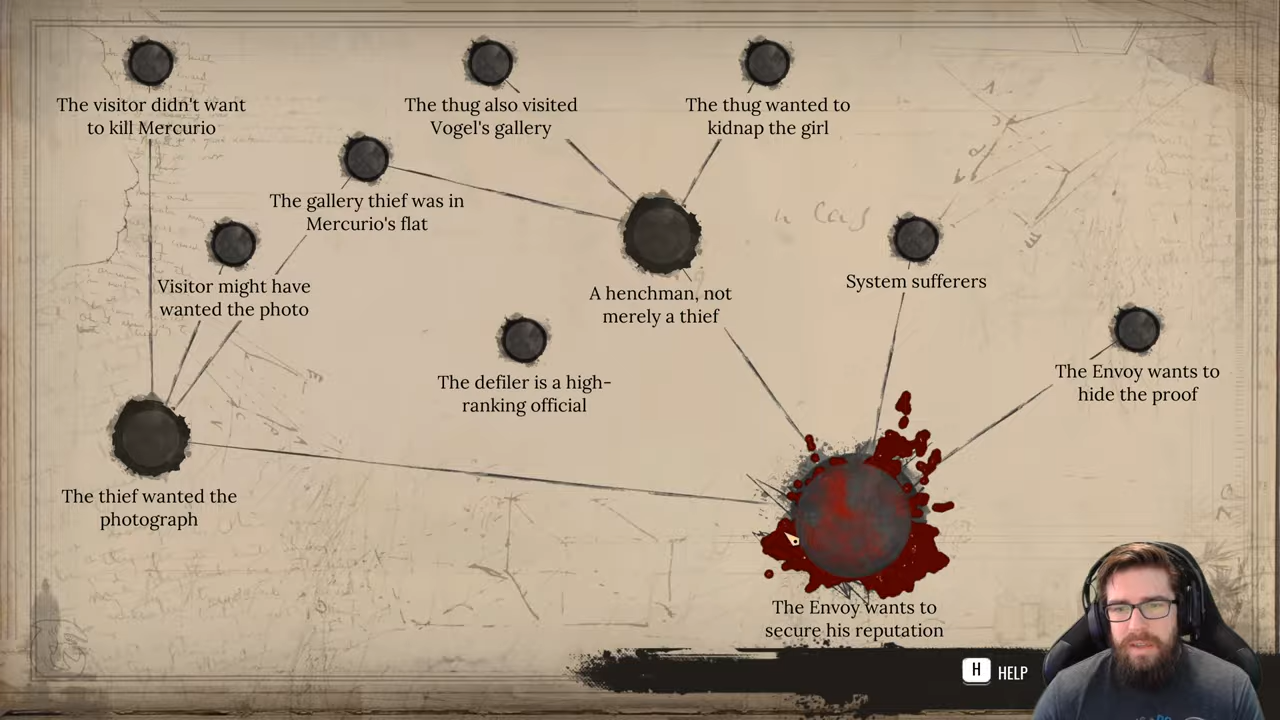 The visitor didn't want
to kill Mercurio
The thug also visited
Vogel's gallery
The thug wanted to
kidnap the girl
The gallery thief was in
Mercurio's flat
Visitor might have
wanted the photo
A henchman, not
merely a thief
System sufferers
The defiler is a high-
ranking official
The Envoy wants to
hide the proof
The thief wanted the
photograph
The Envoy wants to
secure his reputation
H HELP